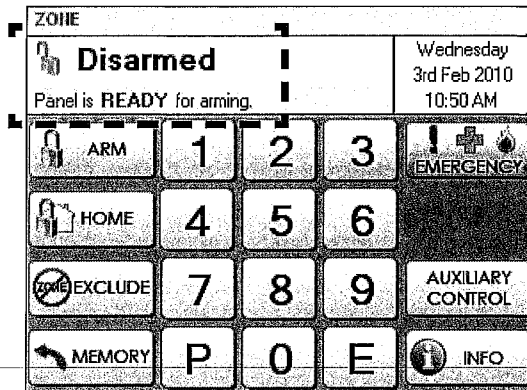 ZONE
Disarmed
Panel is READY for arming.
Wednesday
3rd Feb 2010
10:50 AM
ARM
1
2
3
EMERGENCY
HOME
4
5
6
ZONE
EXCLUDE
7
8
9
AUXILIARY
CONTROL
MEMORY
P
0
E
INFO